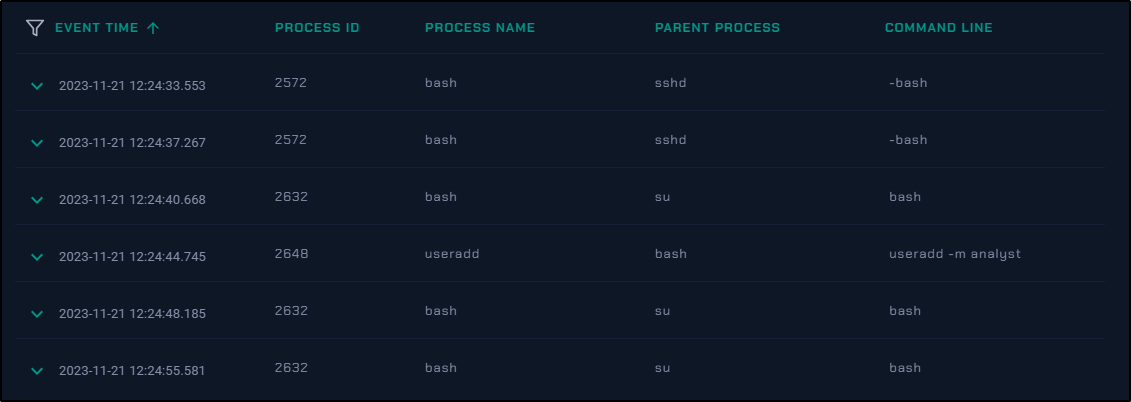 EVENT TIME ↑ PROCESS ID PROCESS NAME PARENT PROCESS COMMAND LINE
2023-11-21 12:24:33.553 2572 bash sshd -bash
2023-11-21 12:24:37.267 2572 bash sshd -bash
2023-11-21 12:24:40.668 2632 bash su bash
2023-11-21 12:24:44.745 2648 useradd bash useradd -m analyst
2023-11-21 12:24:48.185 2632 bash su bash
2023-11-21 12:24:55.581 2632 bash su bash